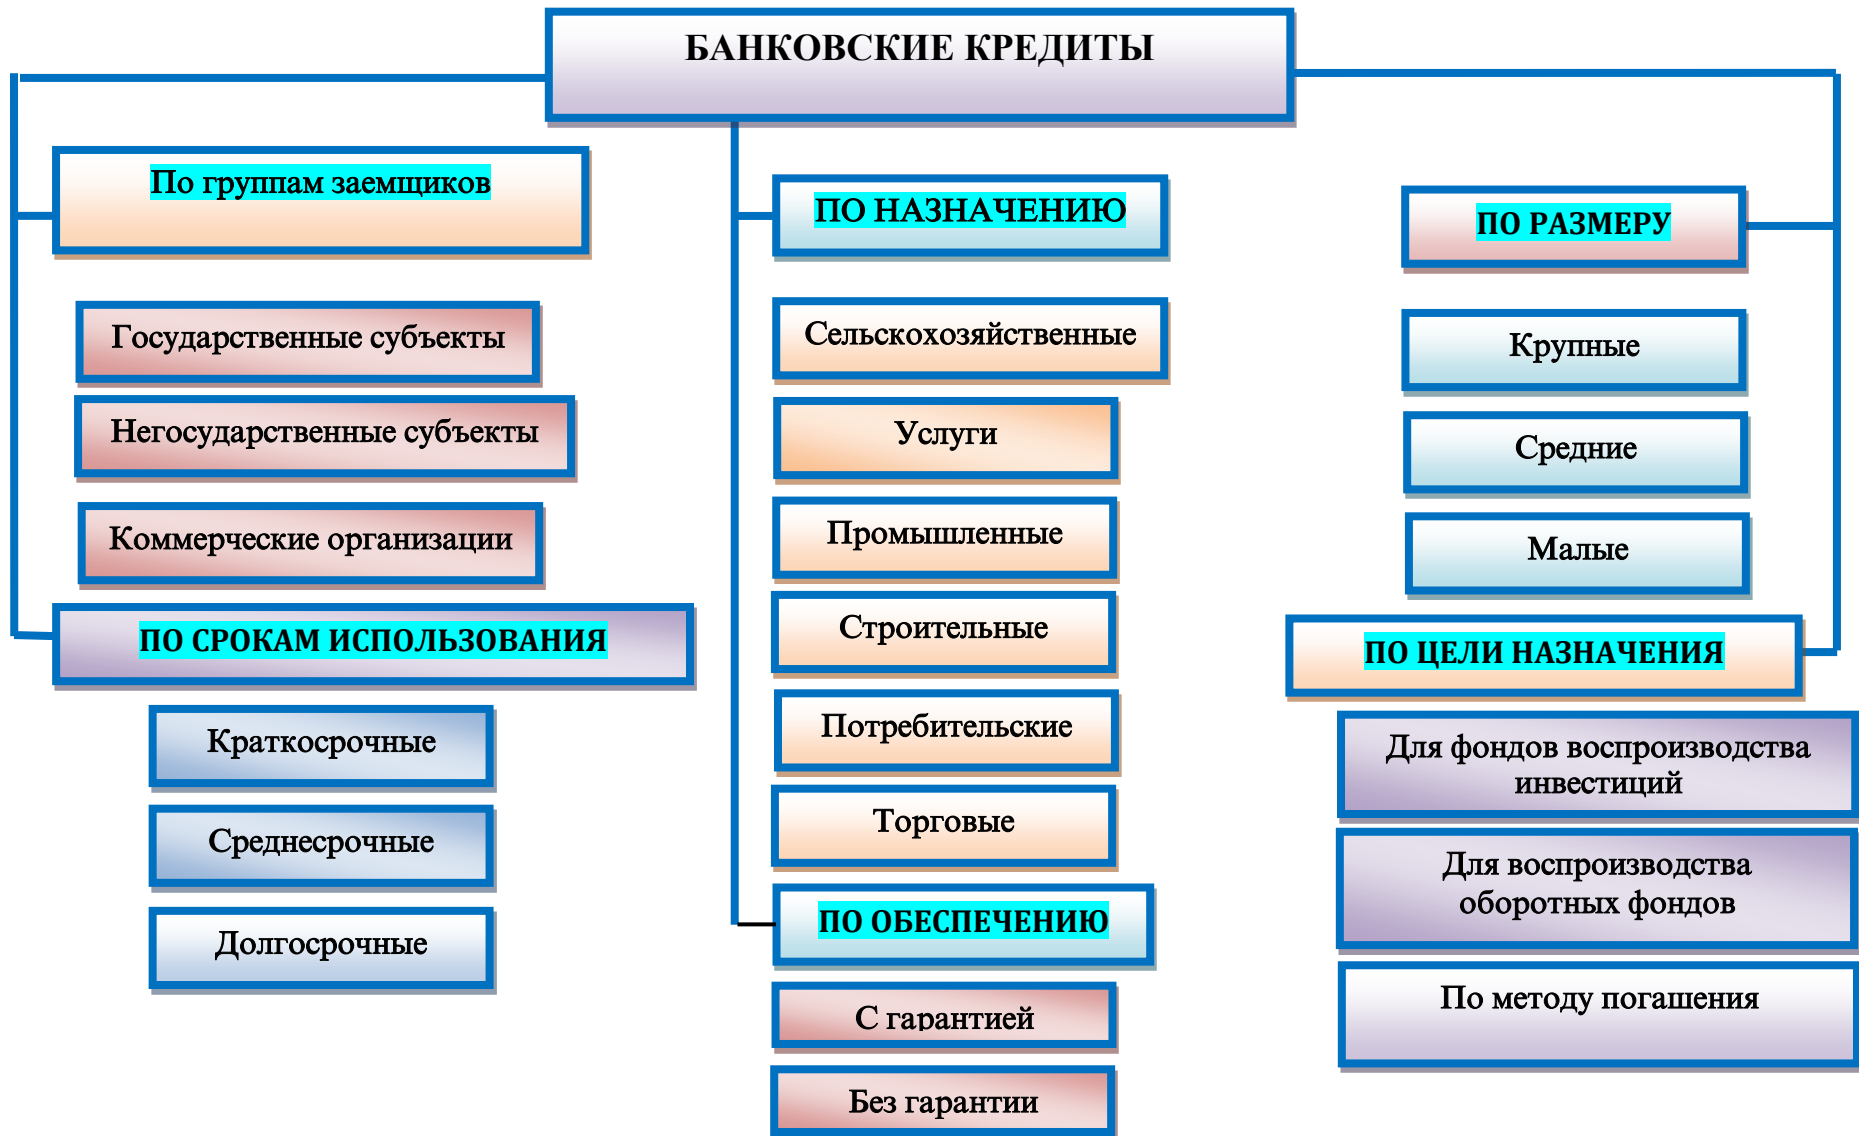 БАНКОВСКИЕ КРЕДИТЫ
По группам заемщиков
Государственные субъекты
Негосударственные субъекты
Коммерческие организации
ПО СРОКАМ ИСПОЛЬЗОВАНИЯ
Краткосрочные
Среднесрочные
Долгосрочные
ПО НАЗНАЧЕНИЮ
Сельскохозяйственные
Услуги
Промышленные
Строительные
Потребительские
Торговые
ПО ОБЕСПЕЧЕНИЮ
С гарантией
Без гарантии
ПО РАЗМЕРУ
Крупные
Средние
Малые
ПО ЦЕЛИ НАЗНАЧЕНИЯ
Для фондов воспроизводства
инвестиций
Для воспроизводства
оборотных фондов
По методу погашения